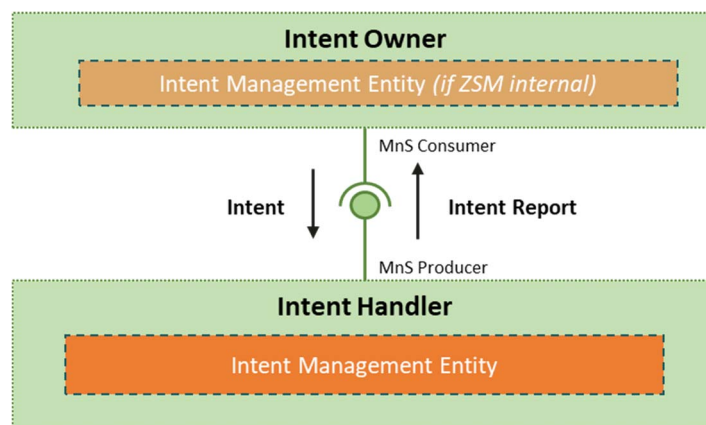 Intent Owner
Intent Management Entity (if ZSM internal)
MnS Consumer
Intent
Intent Report
MnS Producer
Intent Handler
Intent Management Entity